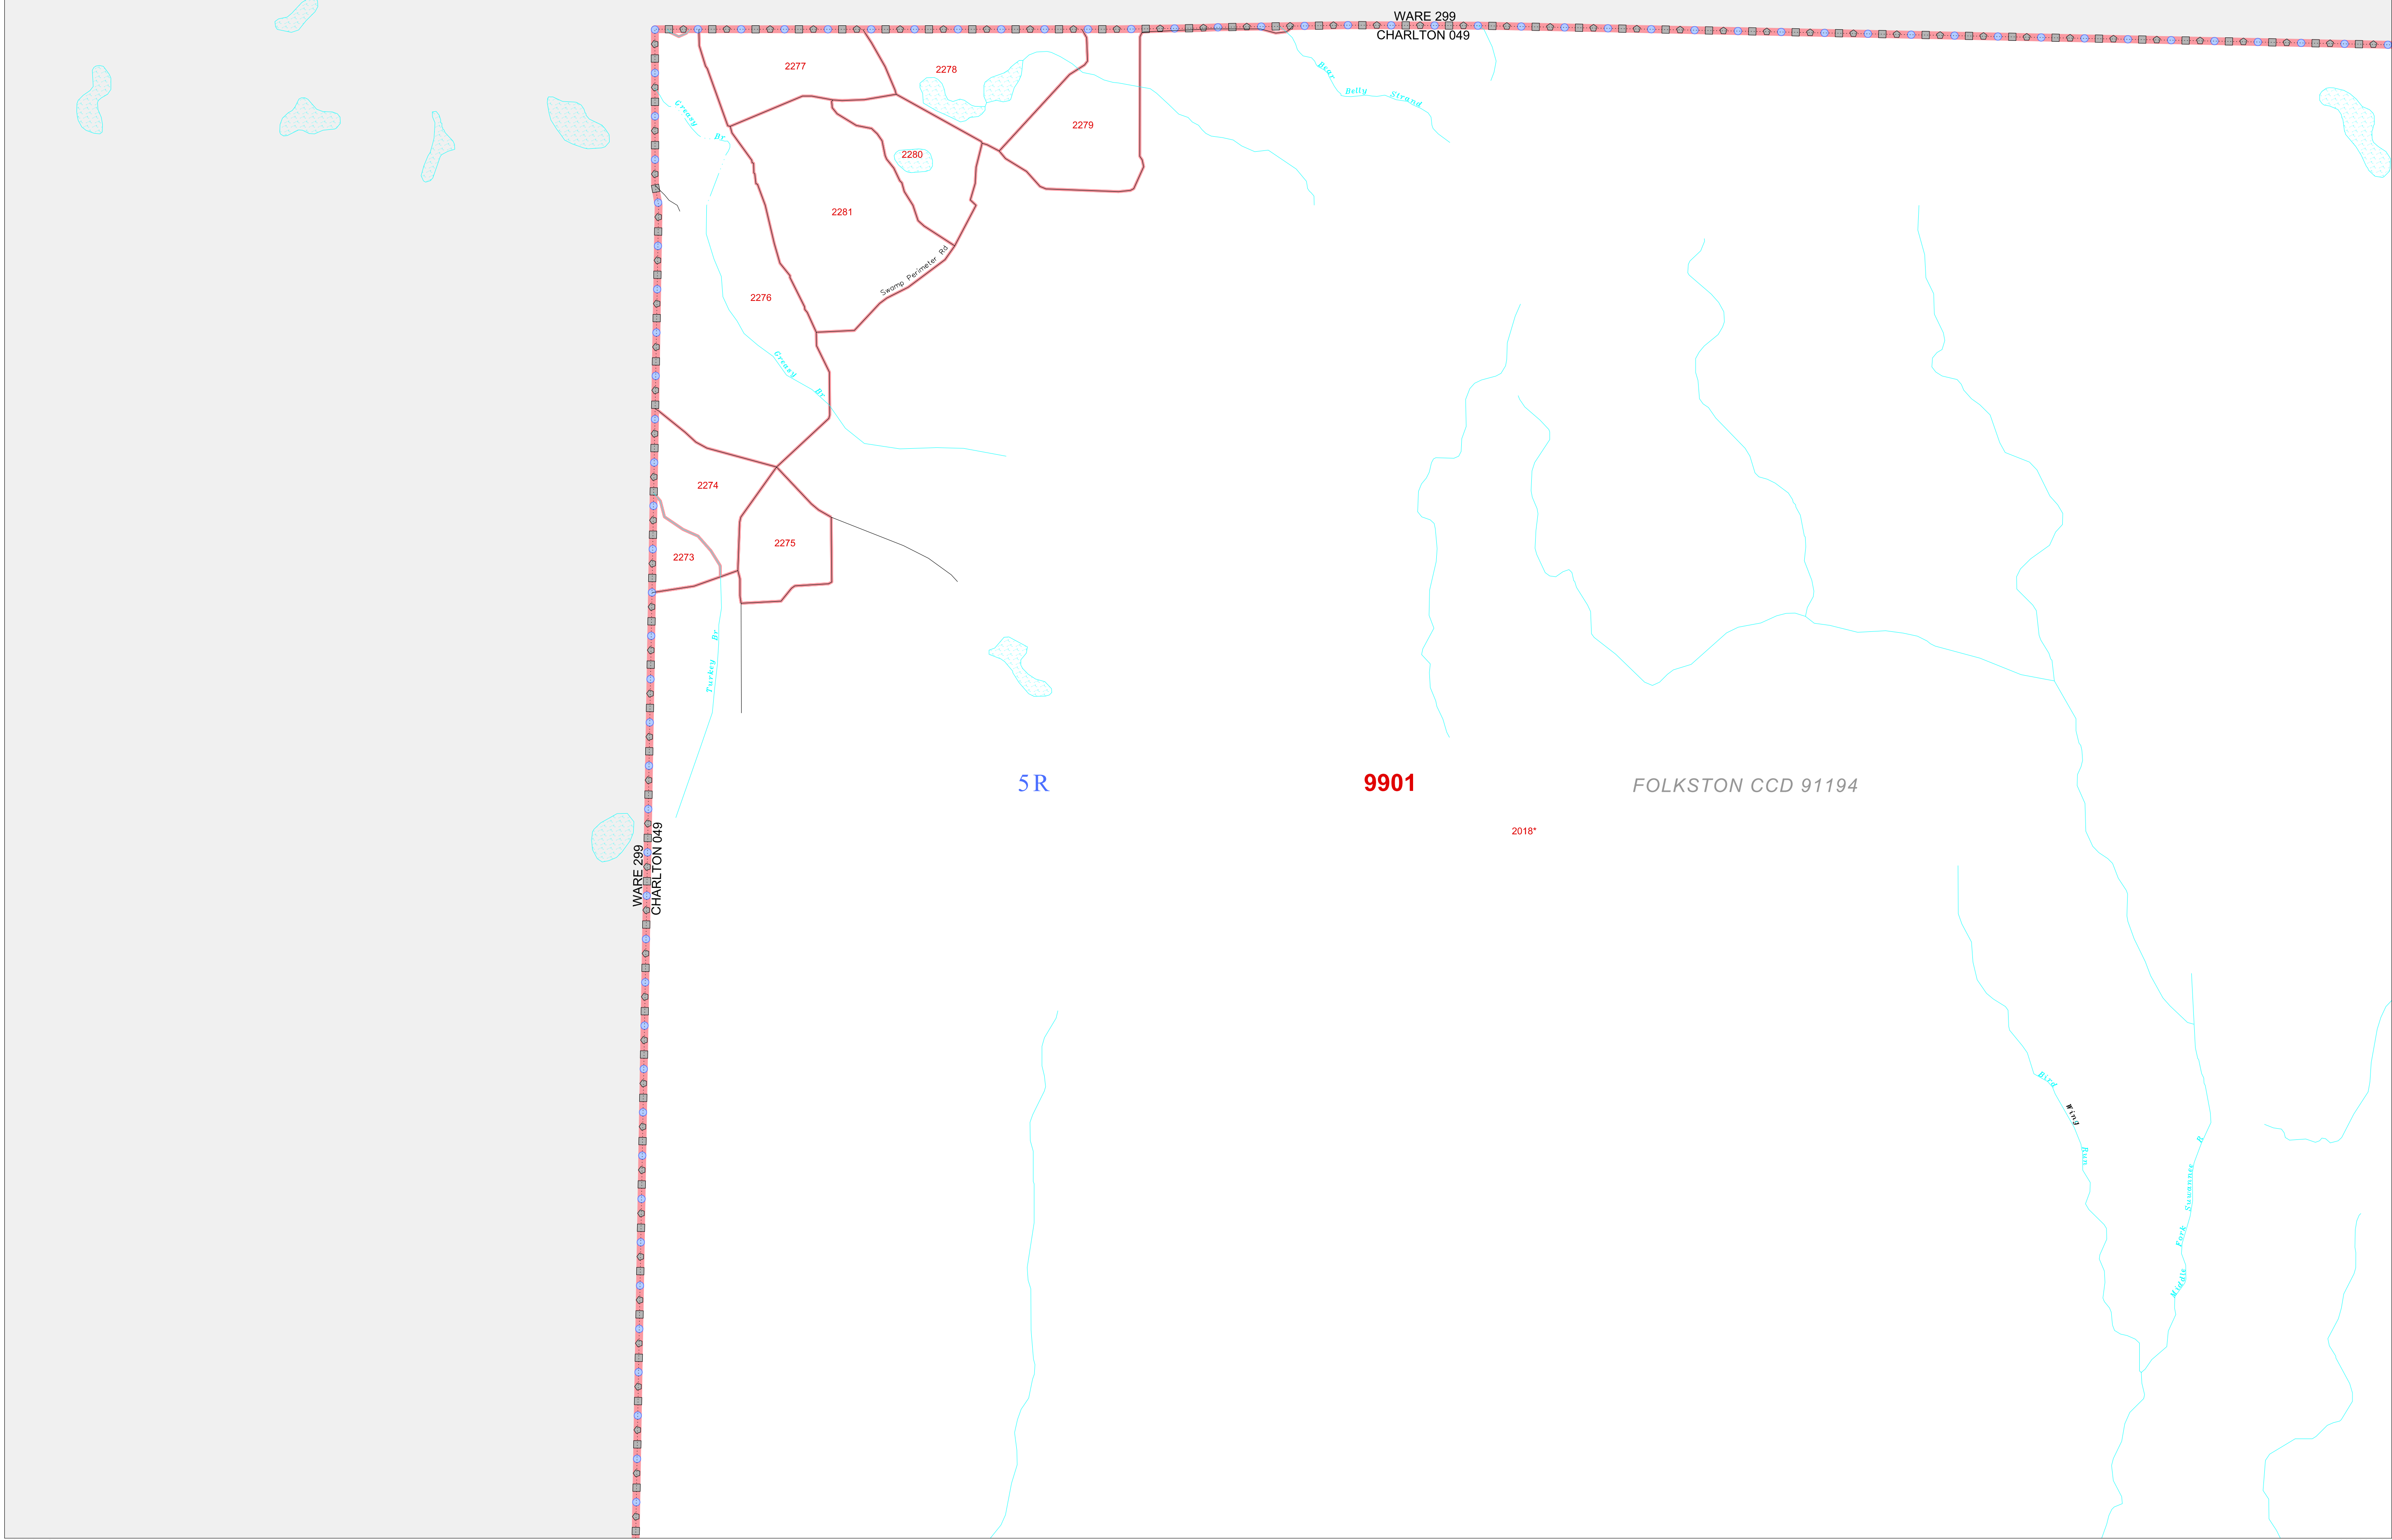 WARE 299
CHARLTON 049
2277
2278
Bear Belly Strand
Greasy Br
2279
2280
2281
Swamp Perimeter Rd
2276
Greasy Br
2274
2275
2273
Turkey Br
5 R
9901
FOLKSTON CCD 91194
2018*
WARE 299
CHARLTON 049
Bird Wing Run
Middle Fork Suwannee R